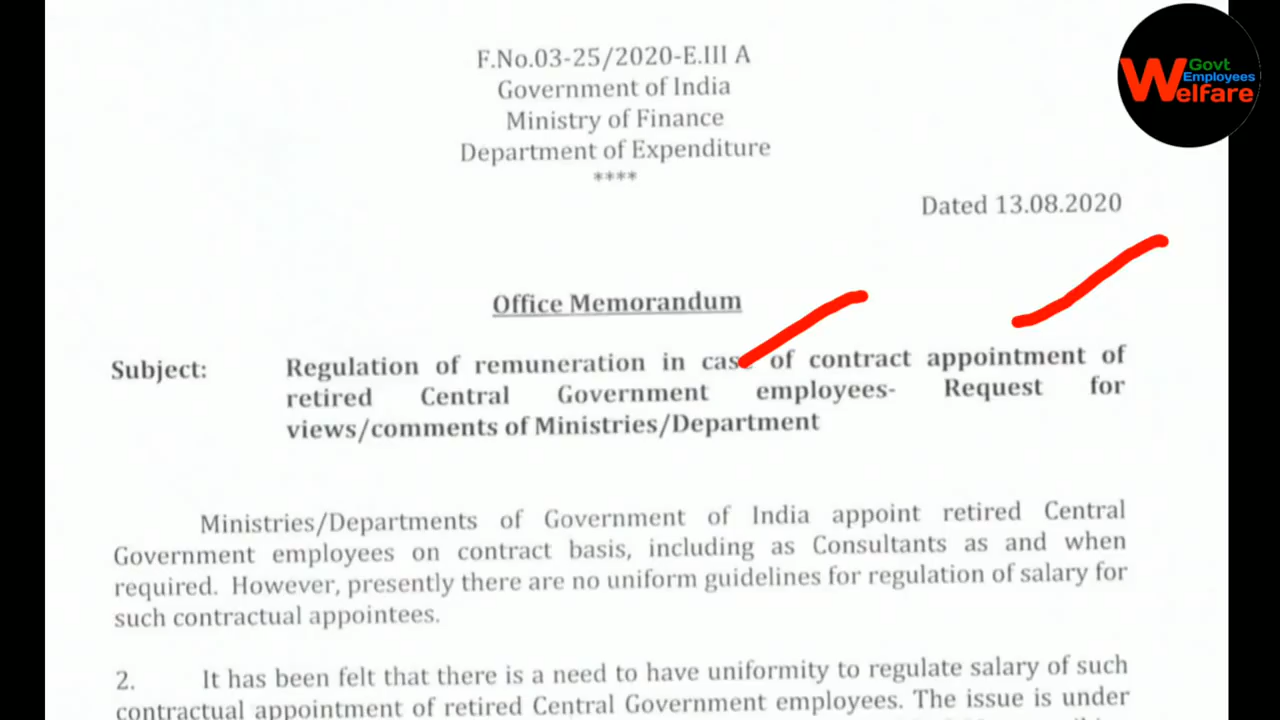 F.No.03-25/2020-E.III A
Government of India
Ministry of Finance
Department of Expenditure
****
Govt
Employees
Welfare
Dated 13.08.2020
Office Memorandum
Subject: Regulation of remuneration in case of contract appointment of
retired Central Government employees- Request for
views/comments of Ministries/Department
Ministries/Departments of Government of India appoint retired Central
Government employees on contract basis, including as Consultants as and when
required. However, presently there are no uniform guidelines for regulation of salary for
such contractual appointees.
2. It has been felt that there is a need to have uniformity to regulate salary of such
contractual appointment of retired Central Government employees. The issue is under